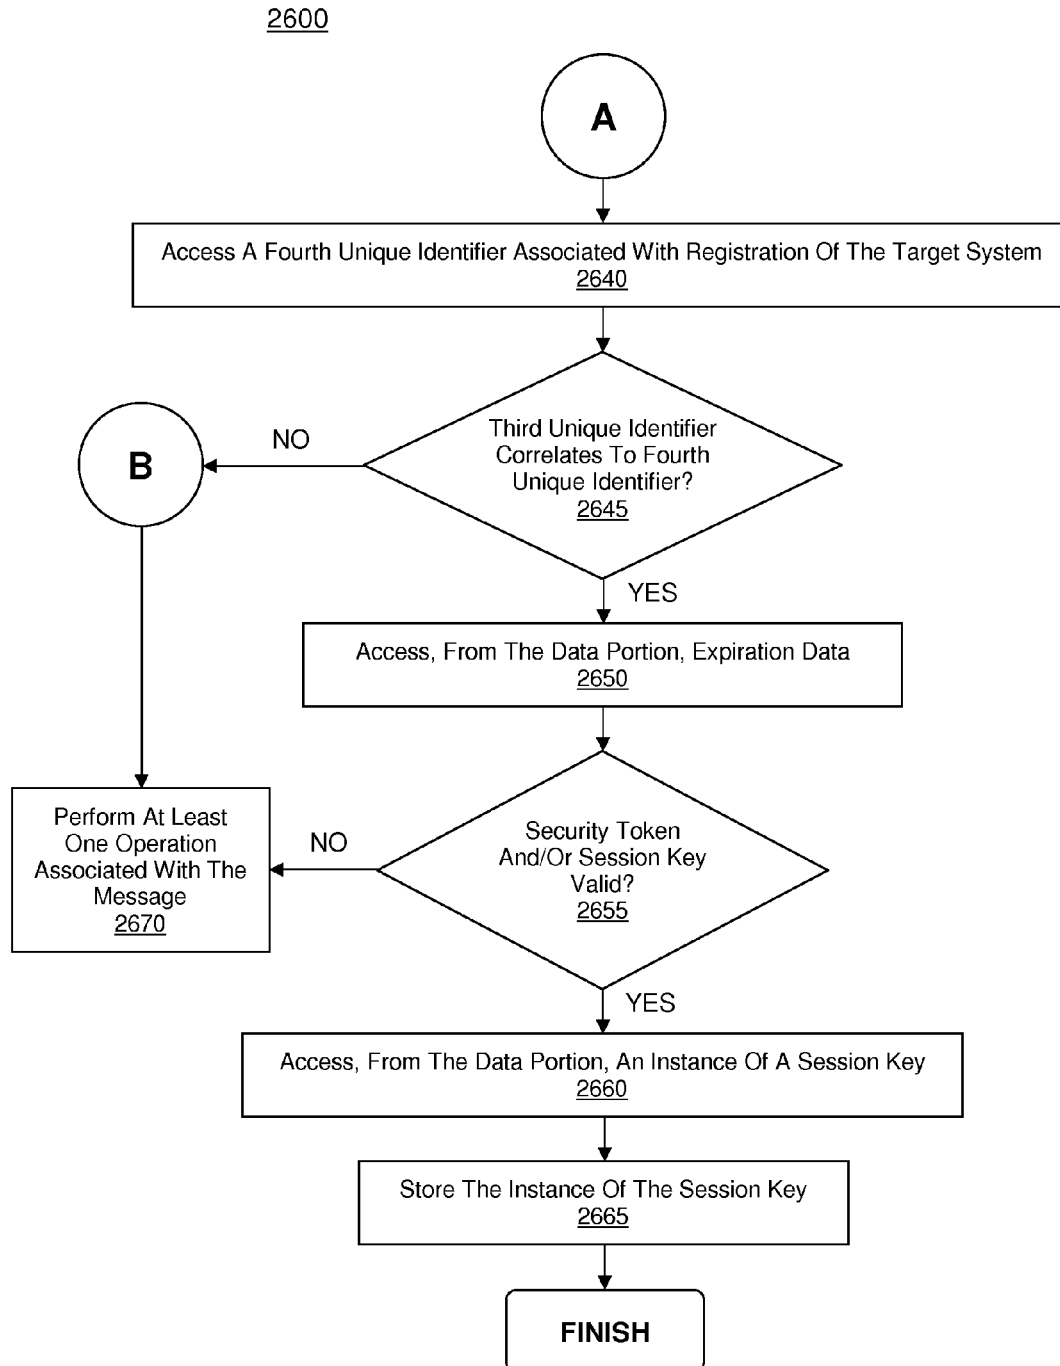 2600
A
Access A Fourth Unique Identifier Associated With Registration Of The Target System
2640
Third Unique Identifier
Correlates To Fourth
Unique Identifier?
2645
NO
B
YES
Access, From The Data Portion, Expiration Data
2650
Security Token
And/Or Session Key
Valid?
2655
NO
Perform At Least
One Operation
Associated With The
Message
2670
YES
Access, From The Data Portion, An Instance Of A Session Key
2660
Store The Instance Of The Session Key
2665
FINISH